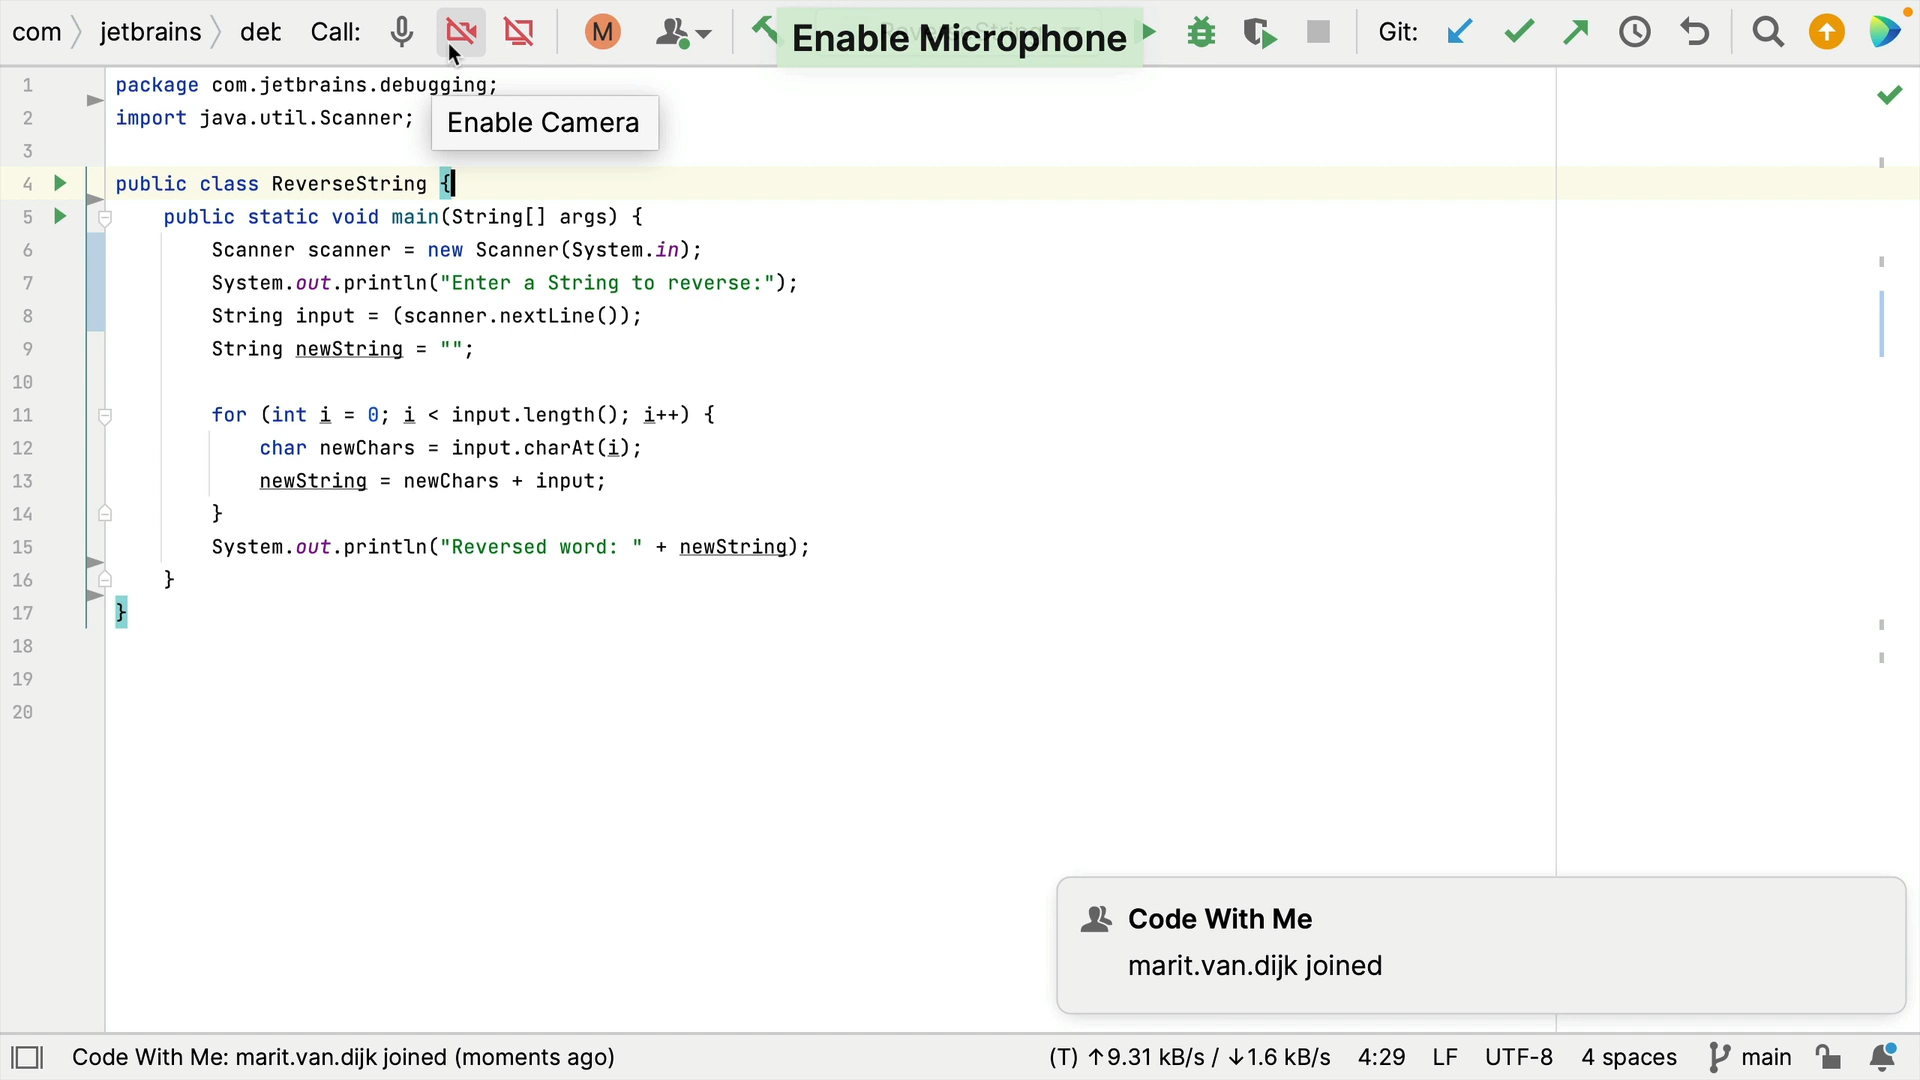 com jetbrains deb Call: M Enable Microphone Git:
1 package com.jetbrains.debugging;
2 import java.util.Scanner;
Enable Camera
3
4 public class ReverseString {
5 public static void main(String[] args) {
6 Scanner scanner = new Scanner(System.in);
7 System.out.println("Enter a String to reverse:");
8 String input = (scanner.nextLine());
9 String newString = "";
10
11 for (int i = 0; i < input.length(); i++) {
12 char newChars = input.charAt(i);
13 newString = newChars + input;
14 }
15 System.out.println("Reversed word: " + newString);
16 }
17 }
18
19
20
Code With Me
marit.van.dijk joined
Code With Me: marit.van.dijk joined (moments ago) (T) ↑9.31 kB/s / ↓1.6 kB/s 4:29 LF UTF-8 4 spaces main